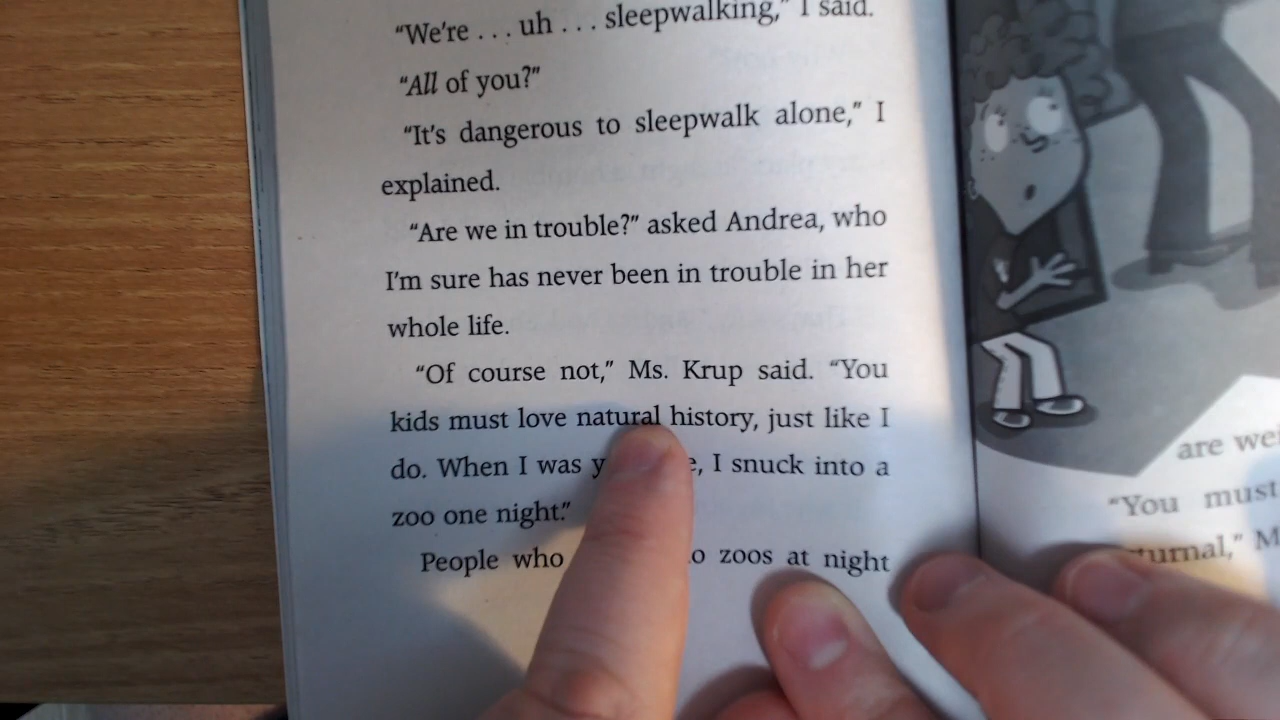 “We're . . . uh . . . sleepwalking,” I said.
“All of you?”
“It's dangerous to sleepwalk alone,” I
explained.
“Are we in trouble?” asked Andrea, who
I'm sure has never been in trouble in her
whole life.
“Of course not,” Ms. Krup said. “You
kids must love natural history, just like I
do. When I was I snuck into a
zoo one night.”
People who zoos at night
are
“You must